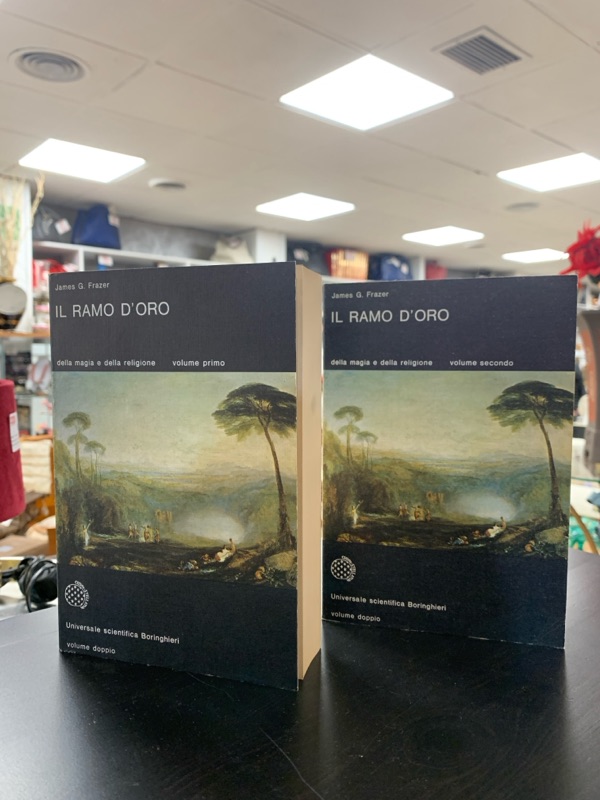 James G. Frazer
IL RAMO D'ORO
della magia e della religione volume primo
Universale scientifica Boringhieri
volume doppio
James G. Frazer
IL RAMO D'ORO
della magia e della religione volume secondo
Universale scientifica Boringhieri
volume doppio